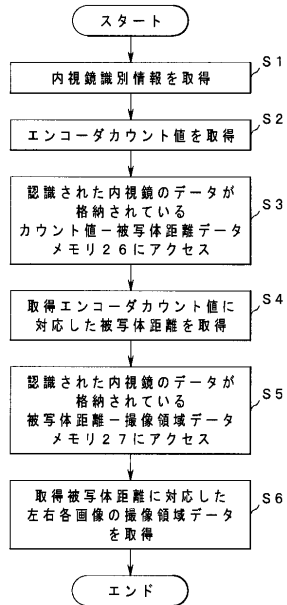 スタート
S1
内視鏡識別情報を取得
S2
エンコーダカウント値を取得
S3
認識された内視鏡のデータが
格納されている
カウント値－被写体距離データ
メモリ26にアクセス
S4
取得エンコーダカウント値に
対応した被写体距離を取得
S5
認識された内視鏡のデータが
格納されている
被写体距離－撮像領域データ
メモリ27にアクセス
S6
取得被写体距離に対応した
左右各画像の撮像領域データ
を取得
エンド